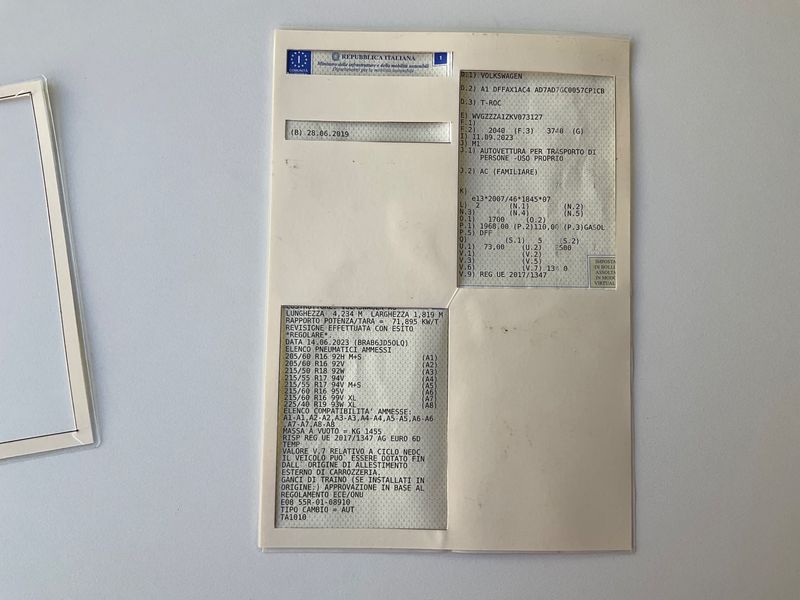 I
COMUNITÀ
REPUBBLICA ITALIANA
Ministero delle infrastrutture e della mobilità sostenibili
Dipartimento per la mobilità sostenibile
1
(B) 28.06.2019
D.1) VOLKSWAGEN
D.2) A1 DFFAX1AC4 AD7AD7GC0057CP1CB
D.3) T-ROC
E) WVGZZZA1ZKV073127
F.1)
F.2) 2040 (F.3) 3740 (G)
I) 11.09.2023
J) M1
J.1) AUTOVETTURA PER TRASPORTO DI
PERSONE -USO PROPRIO
J.2) AC (FAMILIARE)
K)
e13*2007/46*1845*07
L) 2 (N.1) (N.2)
N.3) (N.4) (N.5)
O.1) 1700 (O.2)
P.1) 1968,00 (P.2)110,00 (P.3)GASOL
P.5) DFF
Q) (S.1) 5 (S.2)
U.1) 73,00 (U.2) 2500
V.1) (V.2)
V.3) (V.5)
V.6) (V.7) 13 0
V.9) REG UE 2017/1347
IMPOSTA
DI BOLLO
ASSOLTA
IN MODO
VIRTUAL
LUNGHEZZA 4,234 M LARGHEZZA 1,819 M
RAPPORTO POTENZA/TARA = 71,895 KW/T
REVISIONE EFFETTUATA CON ESITO
*REGOLARE*.
DATA 14.06.2023 (BRAB6JD5OLQ)
ELENCO PNEUMATICI AMMESSI
205/60 R16 92H M+S (A1)
205/60 R16 92V (A2)
215/50 R18 92W (A3)
215/55 R17 94V (A4)
215/55 R17 94V M+S (A5)
215/60 R16 95V (A6)
215/60 R16 99V XL (A7)
225/40 R19 93W XL (A8)
ELENCO COMPATIBILITA' AMMESSE:
A1-A1,A2-A2,A3-A3,A4-A4,A5-A5,A6-A6
,A7-A7,A8-A8
MASSA A VUOTO = KG 1455
RISP REG UE 2017/1347 AG EURO 6D
TEMP
VALORE V.7 RELATIVO A CICLO NEDC
IL VEICOLO PUO' ESSERE DOTATO FIN
DALL' ORIGINE DI ALLESTIMENTO
ESTERNO DI CARROZZERIA.
GANCI DI TRAINO (SE INSTALLATI IN
ORIGINE:) APPROVAZIONE IN BASE AL
REGOLAMENTO ECE/ONU
E08 55R-01-08910
TIPO CAMBIO = AUT
TA1010